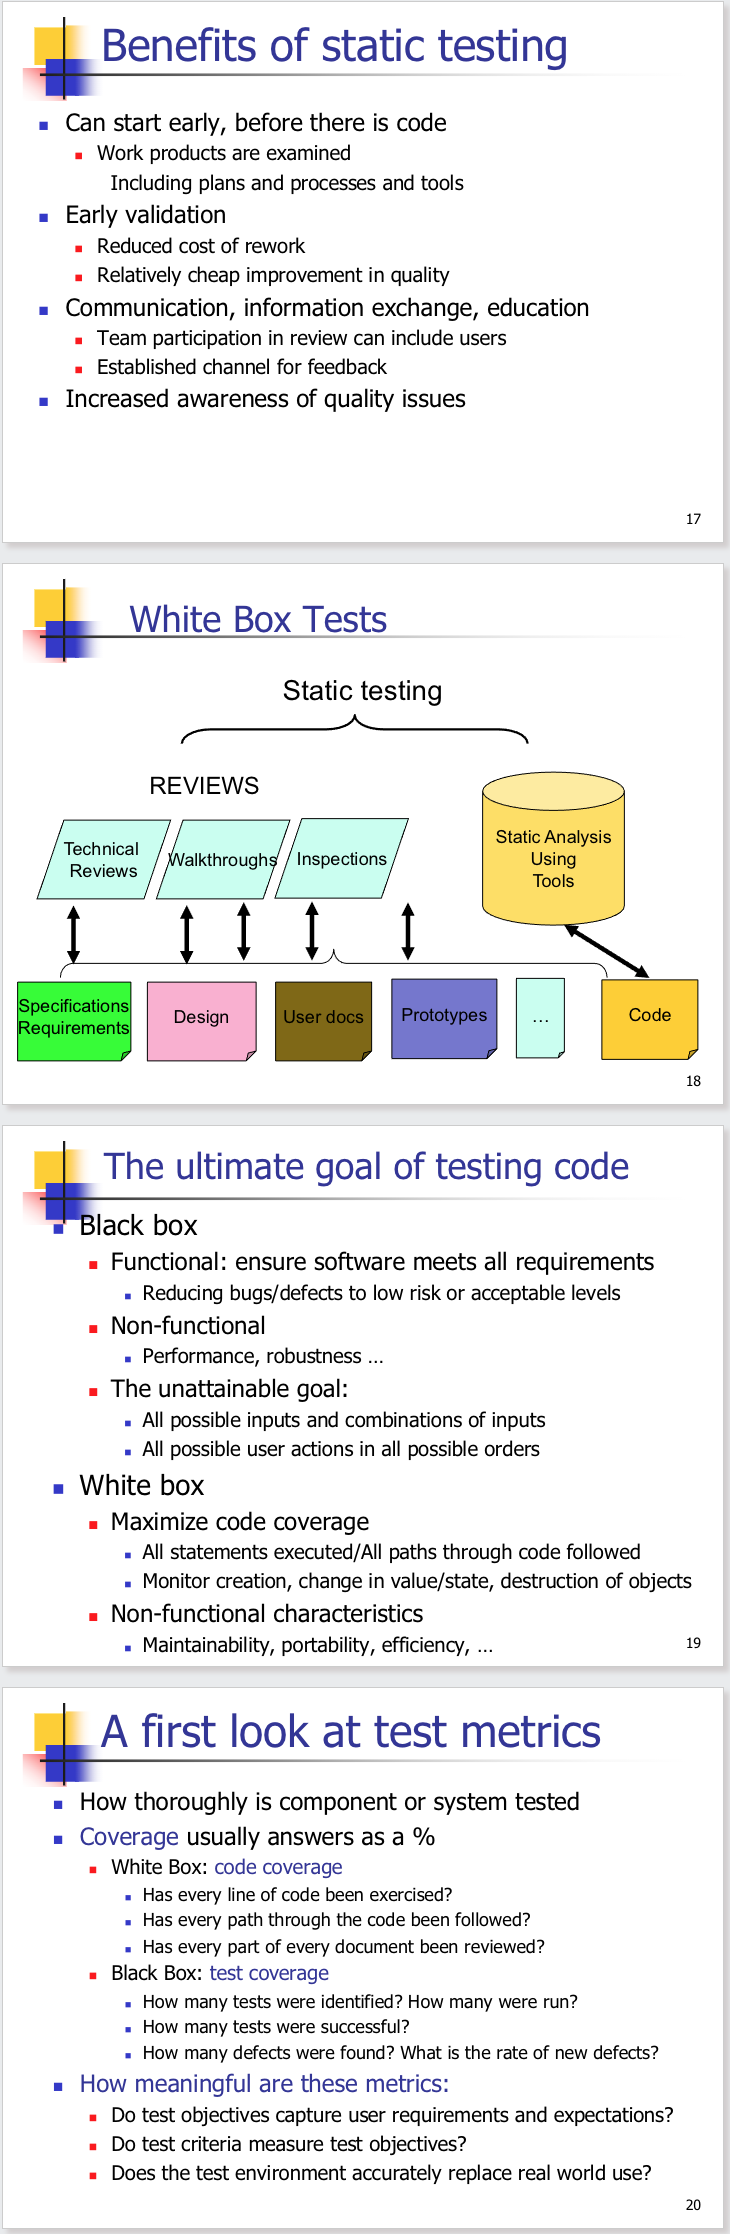 Benefits of static testing
Can start early, before there is code
Work products are examined
Including plans and processes and tools
Early validation
Reduced cost of rework
Relatively cheap improvement in quality
Communication, information exchange, education
Team participation in review can include users
Established channel for feedback
Increased awareness of quality issues
17
White Box Tests
Static testing
REVIEWS
Technical
Reviews
Walkthroughs
Inspections
Static Analysis
Using
Tools
Specifications
Requirements
Design
User docs
Prototypes
...
Code
18
The ultimate goal of testing code
Black box
Functional: ensure software meets all requirements
Reducing bugs/defects to low risk or acceptable levels
Non-functional
Performance, robustness ...
The unattainable goal:
All possible inputs and combinations of inputs
All possible user actions in all possible orders
White box
Maximize code coverage
All statements executed/All paths through code followed
Monitor creation, change in value/state, destruction of objects
Non-functional characteristics
Maintainability, portability, efficiency, ...
19
A first look at test metrics
How thoroughly is component or system tested
Coverage usually answers as a %
White Box: code coverage
Has every line of code been exercised?
Has every path through the code been followed?
Has every part of every document been reviewed?
Black Box: test coverage
How many tests were identified? How many were run?
How many tests were successful?
How many defects were found? What is the rate of new defects?
How meaningful are these metrics:
Do test objectives capture user requirements and expectations?
Do test criteria measure test objectives?
Does the test environment accurately replace real world use?
20